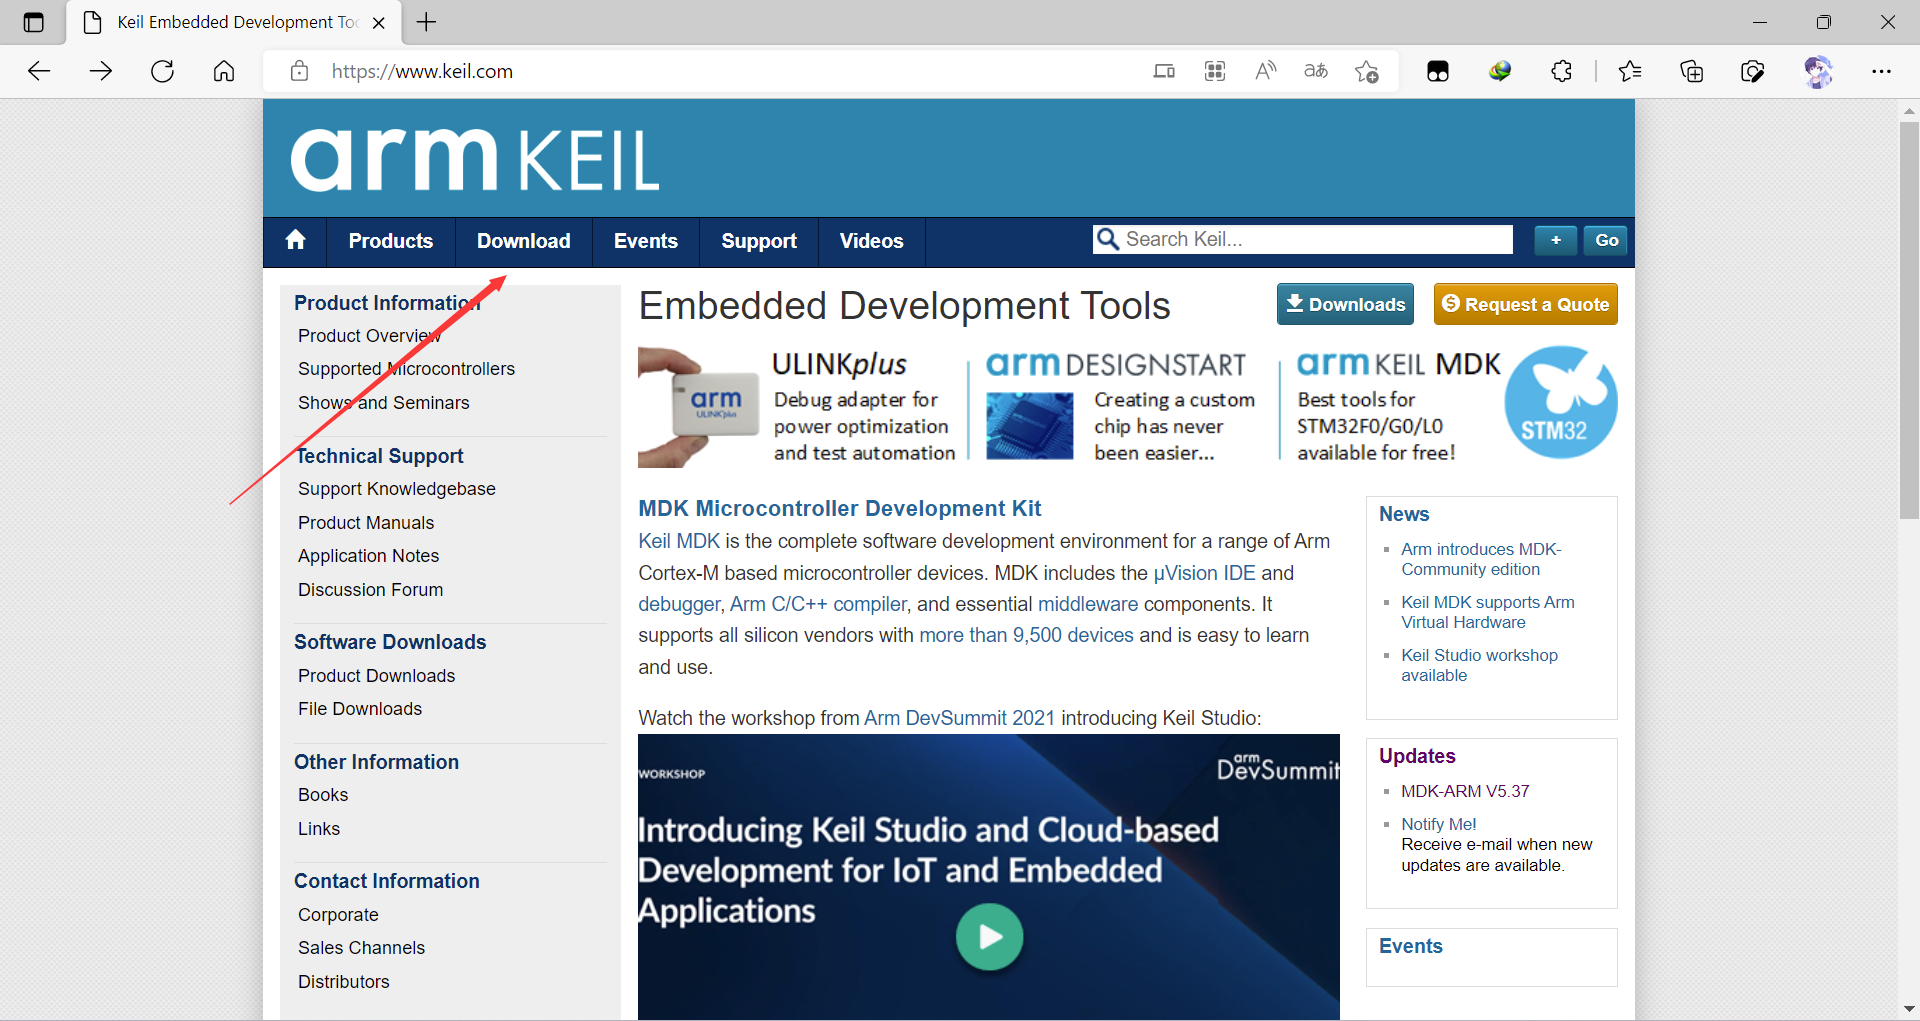 Keil Embedded Development Too
https://www.keil.com
arm KEIL
Products
Download
Events
Support
Videos
Search Keil...
+
Go
Product Information
Product Overview
Supported Microcontrollers
Shows and Seminars
Technical Support
Support Knowledgebase
Product Manuals
Application Notes
Discussion Forum
Software Downloads
Product Downloads
File Downloads
Other Information
Books
Links
Contact Information
Corporate
Sales Channels
Distributors
Embedded Development Tools
Downloads
Request a Quote
arm
ULINKplus
ULINKplus
Debug adapter for
power optimization
and test automation
arm DESIGNSTART
Creating a custom
chip has never
been easier...
arm KEIL MDK
Best tools for
STM32F0/G0/L0
available for free!
STM32
MDK Microcontroller Development Kit
Keil MDK is the complete software development environment for a range of Arm
Cortex-M based microcontroller devices. MDK includes the µVision IDE and
debugger, Arm C/C++ compiler, and essential middleware components. It
supports all silicon vendors with more than 9,500 devices and is easy to learn
and use.
Watch the workshop from Arm DevSummit 2021 introducing Keil Studio:
WORKSHOP
arm
DevSummit
Introducing Keil Studio and Cloud-based
Development for IoT and Embedded
Applications
News
Arm introduces MDK-
Community edition
Keil MDK supports Arm
Virtual Hardware
Keil Studio workshop
available
Updates
MDK-ARM V5.37
Notify Me!
Receive e-mail when new
updates are available.
Events